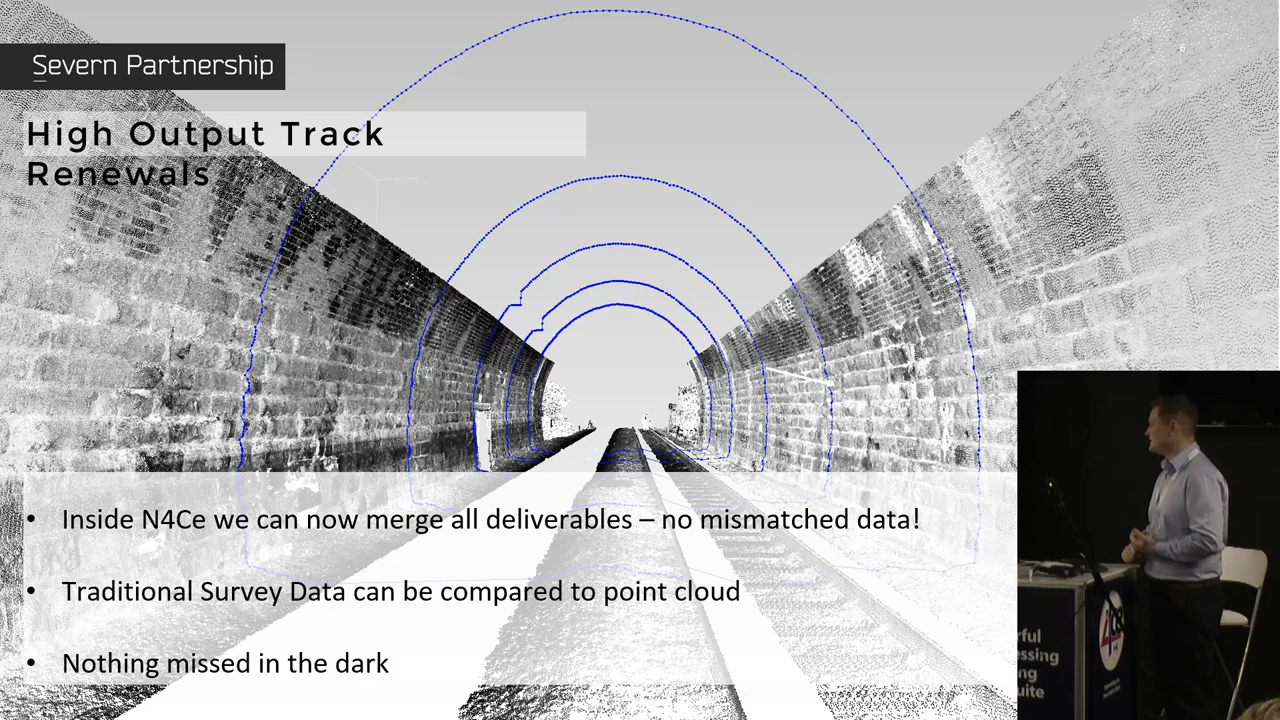 6
Severn Partnership
High Output Track
Renewals
• Inside N4Ce we can now merge all deliverables – no mismatched data!
• Traditional Survey Data can be compared to point cloud
• Nothing missed in the dark